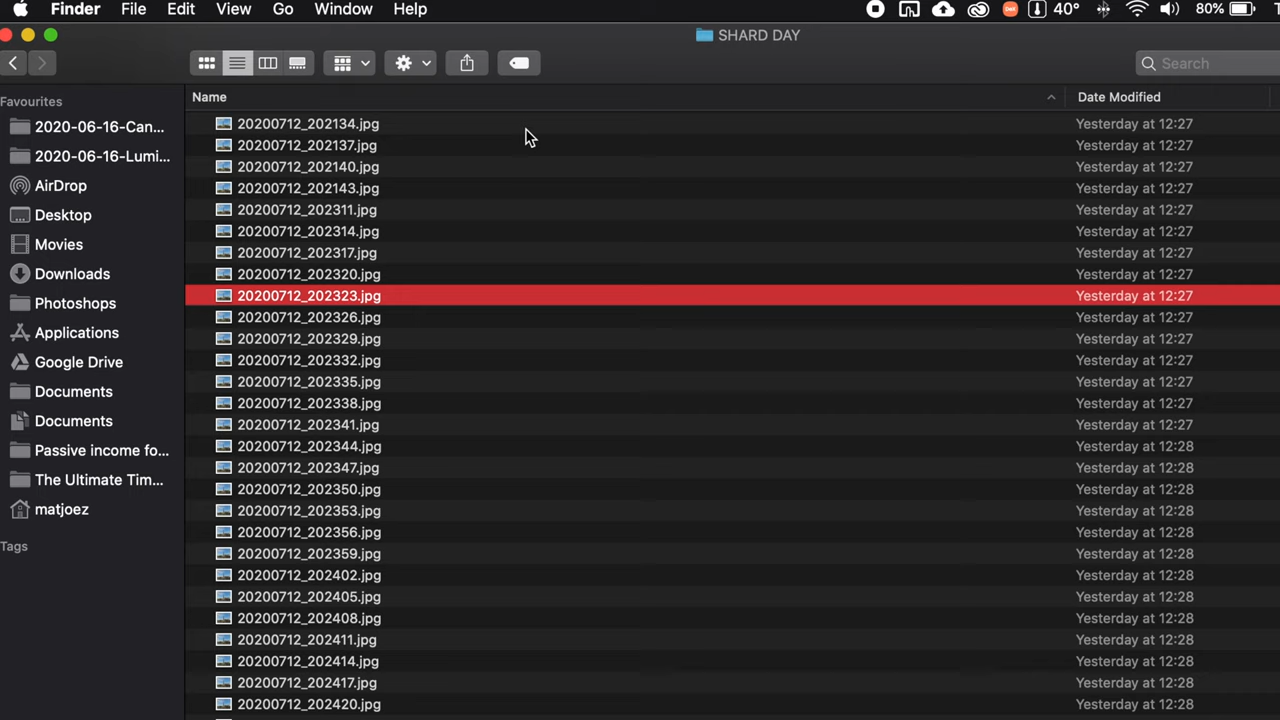 Finder File Edit View Go Window Help 40° 80%
SHARD DAY
Search
Favourites
2020-06-16-Can...
2020-06-16-Lumi...
AirDrop
Desktop
Movies
Downloads
Photoshops
Applications
Google Drive
Documents
Documents
Passive income fo...
The Ultimate Tim...
matjoez
Tags
Name Date Modified
20200712_202134.jpg Yesterday at 12:27
20200712_202137.jpg Yesterday at 12:27
20200712_202140.jpg Yesterday at 12:27
20200712_202143.jpg Yesterday at 12:27
20200712_202311.jpg Yesterday at 12:27
20200712_202314.jpg Yesterday at 12:27
20200712_202317.jpg Yesterday at 12:27
20200712_202320.jpg Yesterday at 12:27
20200712_202323.jpg Yesterday at 12:27
20200712_202326.jpg Yesterday at 12:27
20200712_202329.jpg Yesterday at 12:27
20200712_202332.jpg Yesterday at 12:27
20200712_202335.jpg Yesterday at 12:27
20200712_202338.jpg Yesterday at 12:27
20200712_202341.jpg Yesterday at 12:27
20200712_202344.jpg Yesterday at 12:28
20200712_202347.jpg Yesterday at 12:28
20200712_202350.jpg Yesterday at 12:28
20200712_202353.jpg Yesterday at 12:28
20200712_202356.jpg Yesterday at 12:28
20200712_202359.jpg Yesterday at 12:28
20200712_202402.jpg Yesterday at 12:28
20200712_202405.jpg Yesterday at 12:28
20200712_202408.jpg Yesterday at 12:28
20200712_202411.jpg Yesterday at 12:28
20200712_202414.jpg Yesterday at 12:28
20200712_202417.jpg Yesterday at 12:28
20200712_202420.jpg Yesterday at 12:28